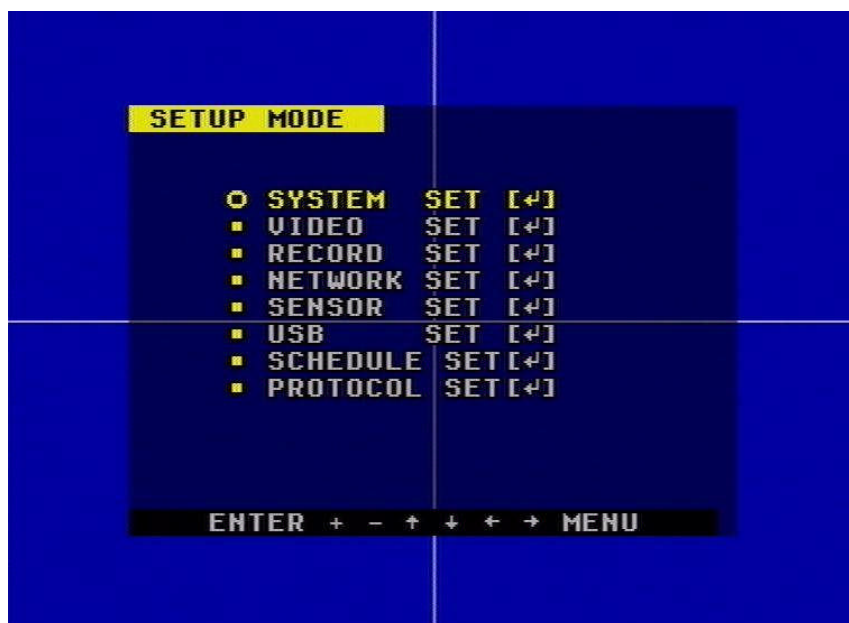 SETUP MODE
SYSTEM SET [↵]
VIDEO SET [↵]
RECORD SET [↵]
NETWORK SET [↵]
SENSOR SET [↵]
USB SET [↵]
SCHEDULE SET[↵]
PROTOCOL SET[↵]
ENTER + - ↑ ↓ ← → MENU